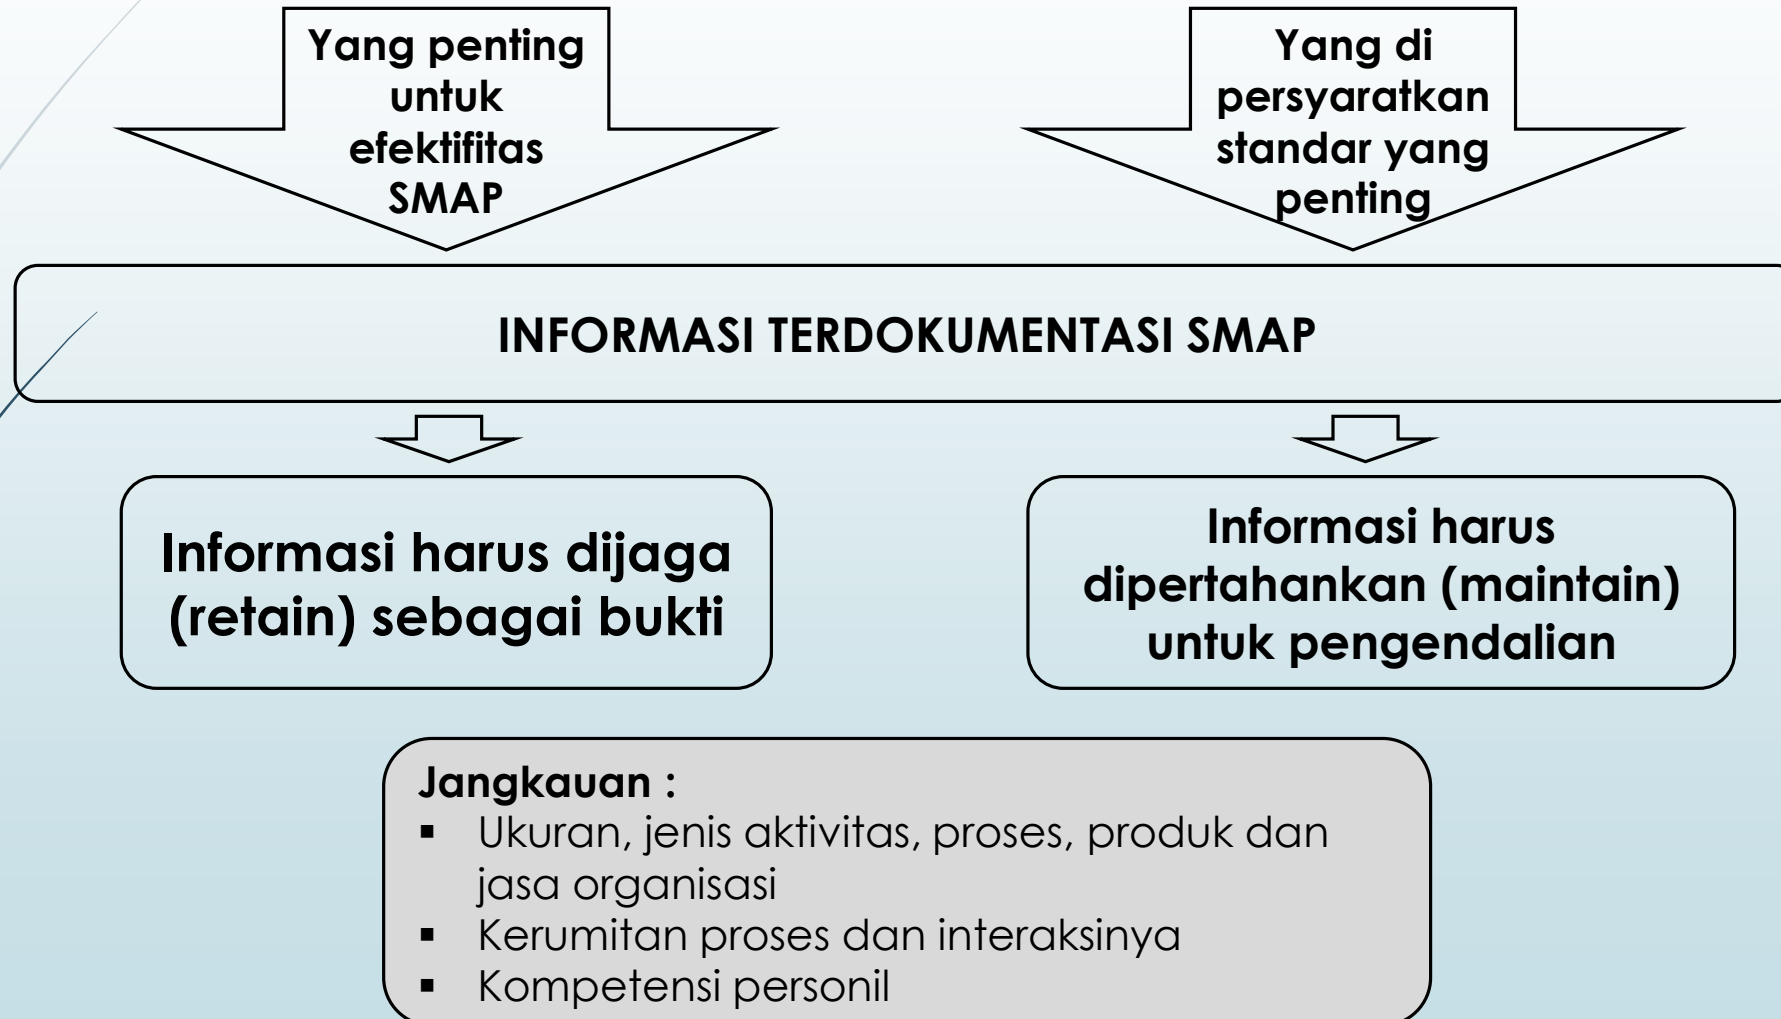 Yang penting
untuk
efektifitas
SMAP
Yang di
persyaratkan
standar yang
penting
INFORMASI TERDOKUMENTASI SMAP
Informasi harus dijaga
(retain) sebagai bukti
Informasi harus
dipertahankan (maintain)
untuk pengendalian
Jangkauan :
▪ Ukuran, jenis aktivitas, proses, produk dan
jasa organisasi
▪ Kerumitan proses dan interaksinya
▪ Kompetensi personil